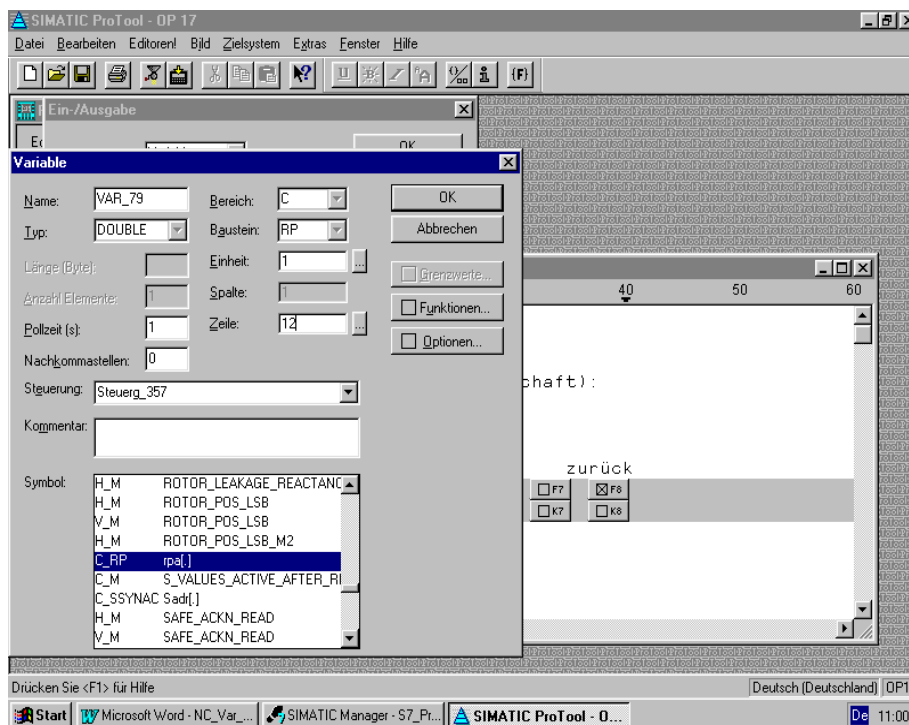 SIMATIC ProTool - OP 17
Datei Bearbeiten Editoren! Bild Zielsystem Extras Fenster Hilfe
Ein-/Ausgabe
OK
Variable
Name: VAR_79 Bereich: C OK
Typ: DOUBLE Baustein: RP Abbrechen
Länge (Byte): Einheit: 1 ... Grenzwerte...
Anzahl Elemente: 1 Spalte: 1
Pollzeit (s): 1 Zeile: 12 ... Funktionen...
Nachkommastellen: 0 Optionen...
Steuerung: Steuerg_357
Kommentar:
Symbol:
H_M ROTOR_LEAKAGE_REACTANC
H_M ROTOR_POS_LSB
V_M ROTOR_POS_LSB
H_M ROTOR_POS_LSB_M2
C_RP rpa[.]
C_M S_VALUES_ACTIVE_AFTER_RE
C_SSYNAC Sadr[.]
H_M SAFE_ACKN_READ
V_M SAFE_ACKN_READ
40 50 60
chaft):
zurück
F7 F8
K7 K8
Drücken Sie <F1> für Hilfe Deutsch (Deutschland) OP1
Start Microsoft Word - NC_Var_... SIMATIC Manager - S7_Pr... SIMATIC ProTool - O... De 11:00